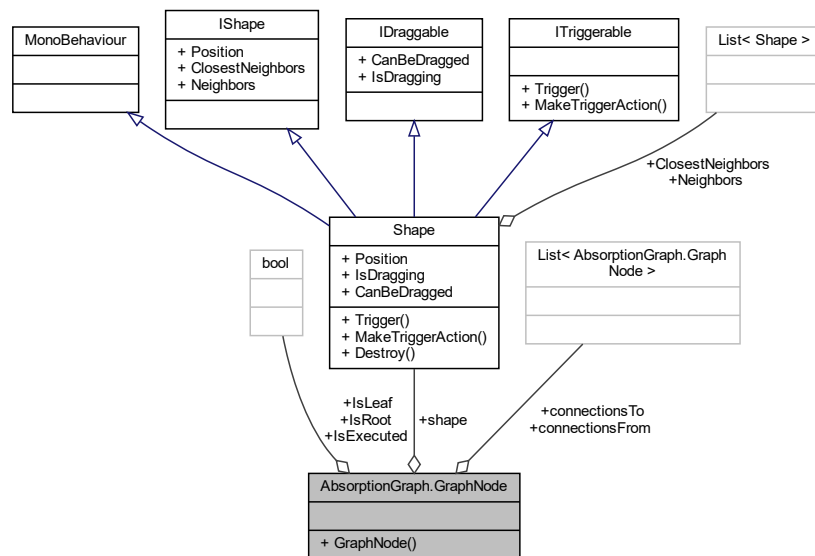 MonoBehaviour
IShape
+ Position
+ ClosestNeighbors
+ Neighbors
IDraggable
+ CanBeDragged
+ IsDragging
ITriggerable
+ Trigger()
+ MakeTriggerAction()
List< Shape >
+ClosestNeighbors
+Neighbors
Shape
+ Position
+ IsDragging
+ CanBeDragged
+ Trigger()
+ MakeTriggerAction()
+ Destroy()
bool
List< AbsorptionGraph.Graph
Node >
+IsLeaf
+IsRoot
+IsExecuted
+shape
+connectionsTo
+connectionsFrom
AbsorptionGraph.GraphNode
+ GraphNode()